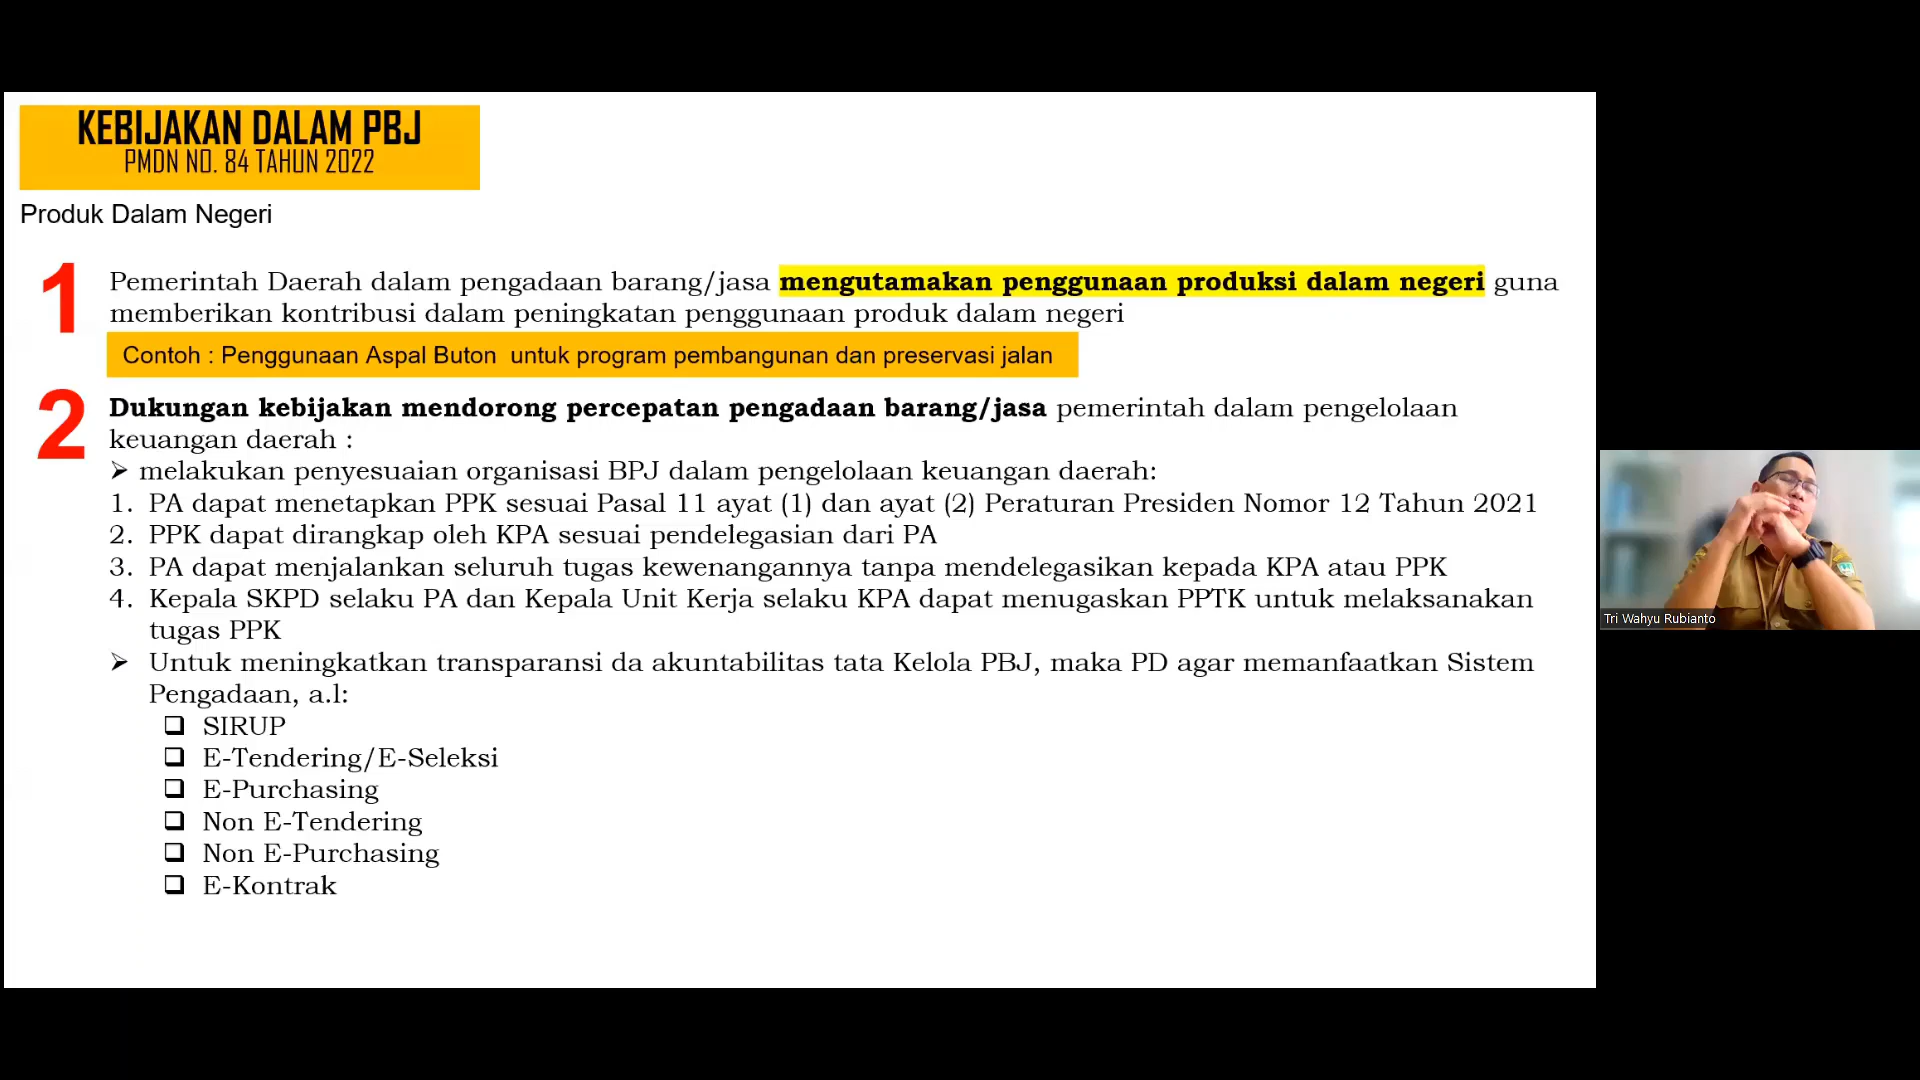 KEBIJAKAN DALAM PBJ
PMDN NO. 84 TAHUN 2022
Produk Dalam Negeri
1
Pemerintah Daerah dalam pengadaan barang/jasa mengutamakan penggunaan produksi dalam negeri guna
memberikan kontribusi dalam peningkatan penggunaan produk dalam negeri
Contoh : Penggunaan Aspal Buton untuk program pembangunan dan preservasi jalan
2
Dukungan kebijakan mendorong percepatan pengadaan barang/jasa pemerintah dalam pengelolaan
keuangan daerah :
➢ melakukan penyesuaian organisasi BPJ dalam pengelolaan keuangan daerah:
1. PA dapat menetapkan PPK sesuai Pasal 11 ayat (1) dan ayat (2) Peraturan Presiden Nomor 12 Tahun 2021
2. PPK dapat dirangkap oleh KPA sesuai pendelegasian dari PA
3. PA dapat menjalankan seluruh tugas kewenangannya tanpa mendelegasikan kepada KPA atau PPK
4. Kepala SKPD selaku PA dan Kepala Unit Kerja selaku KPA dapat menugaskan PPTK untuk melaksanakan
tugas PPK
➢ Untuk meningkatkan transparansi da akuntabilitas tata Kelola PBJ, maka PD agar memanfaatkan Sistem
Pengadaan, a.l:
❑ SIRUP
❑ E-Tendering/E-Seleksi
❑ E-Purchasing
❑ Non E-Tendering
❑ Non E-Purchasing
❑ E-Kontrak
Tri Wahyu Rubianto